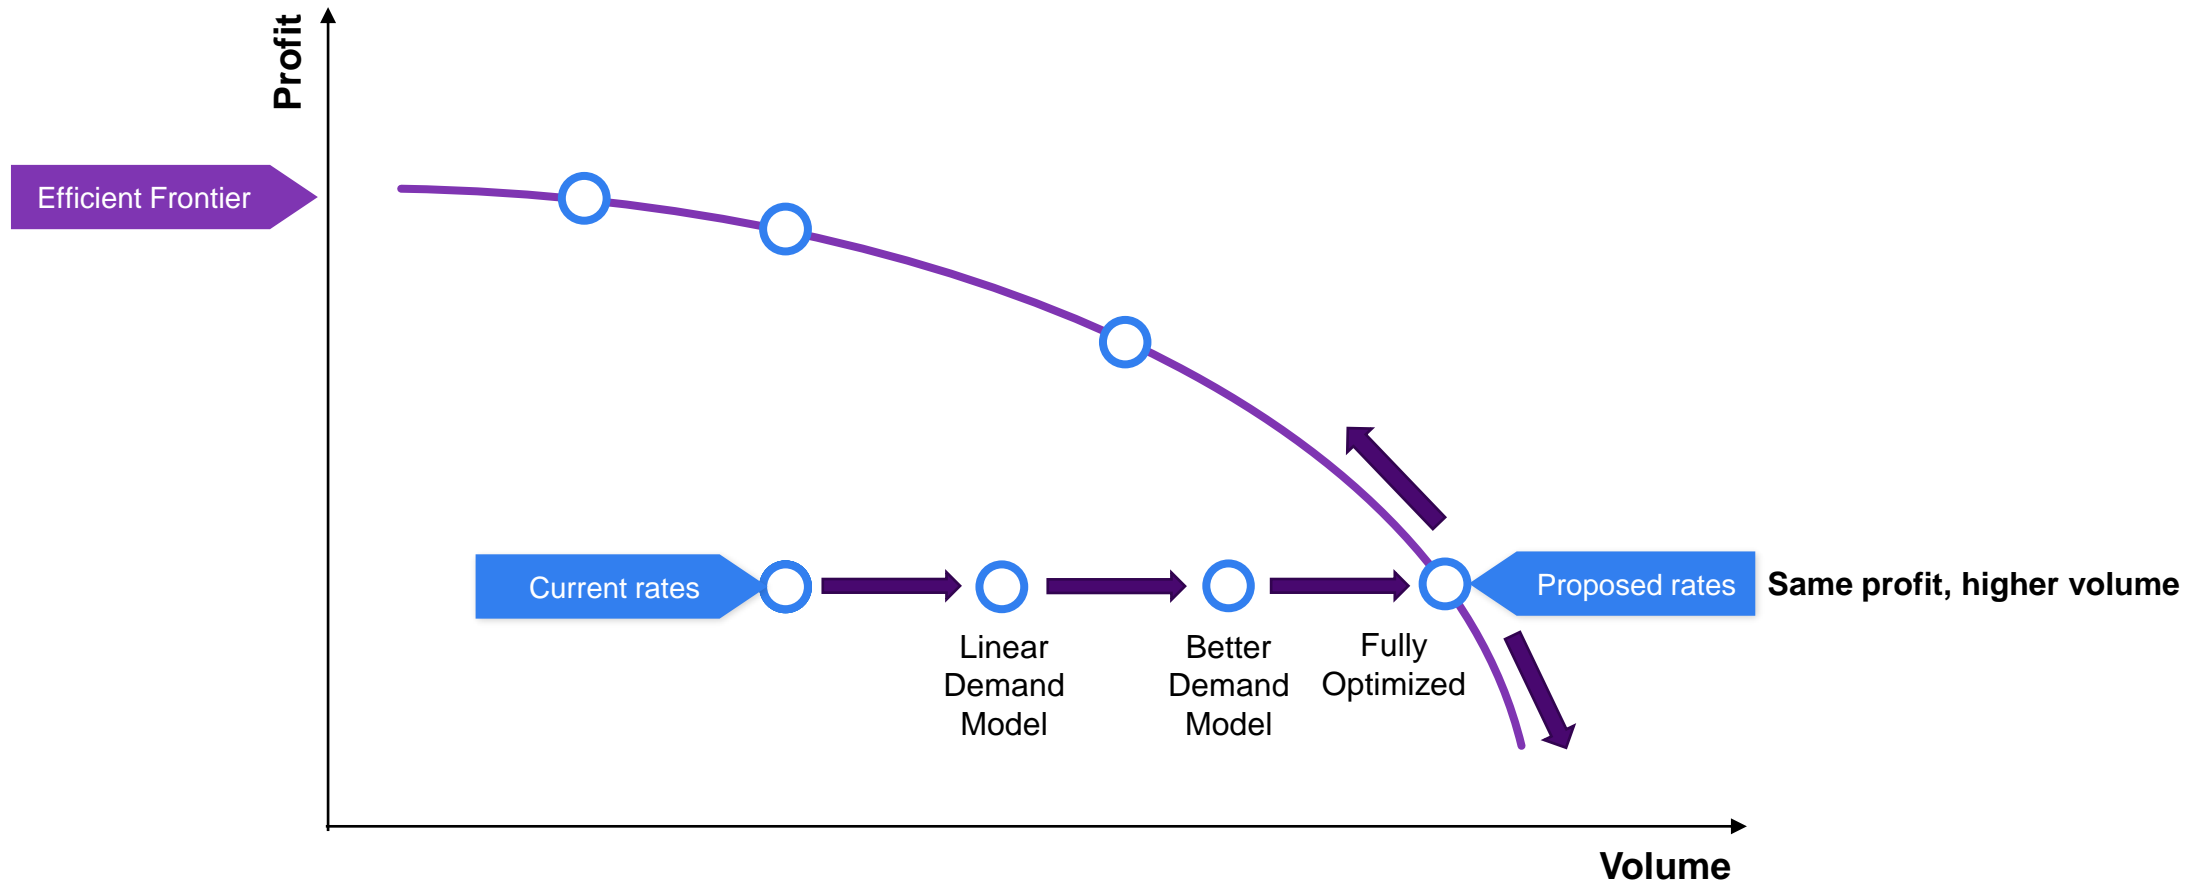 Profit
Efficient Frontier
Current rates
Proposed rates
Same profit, higher volume
Linear
Demand
Model
Better
Demand
Model
Fully
Optimized
Volume